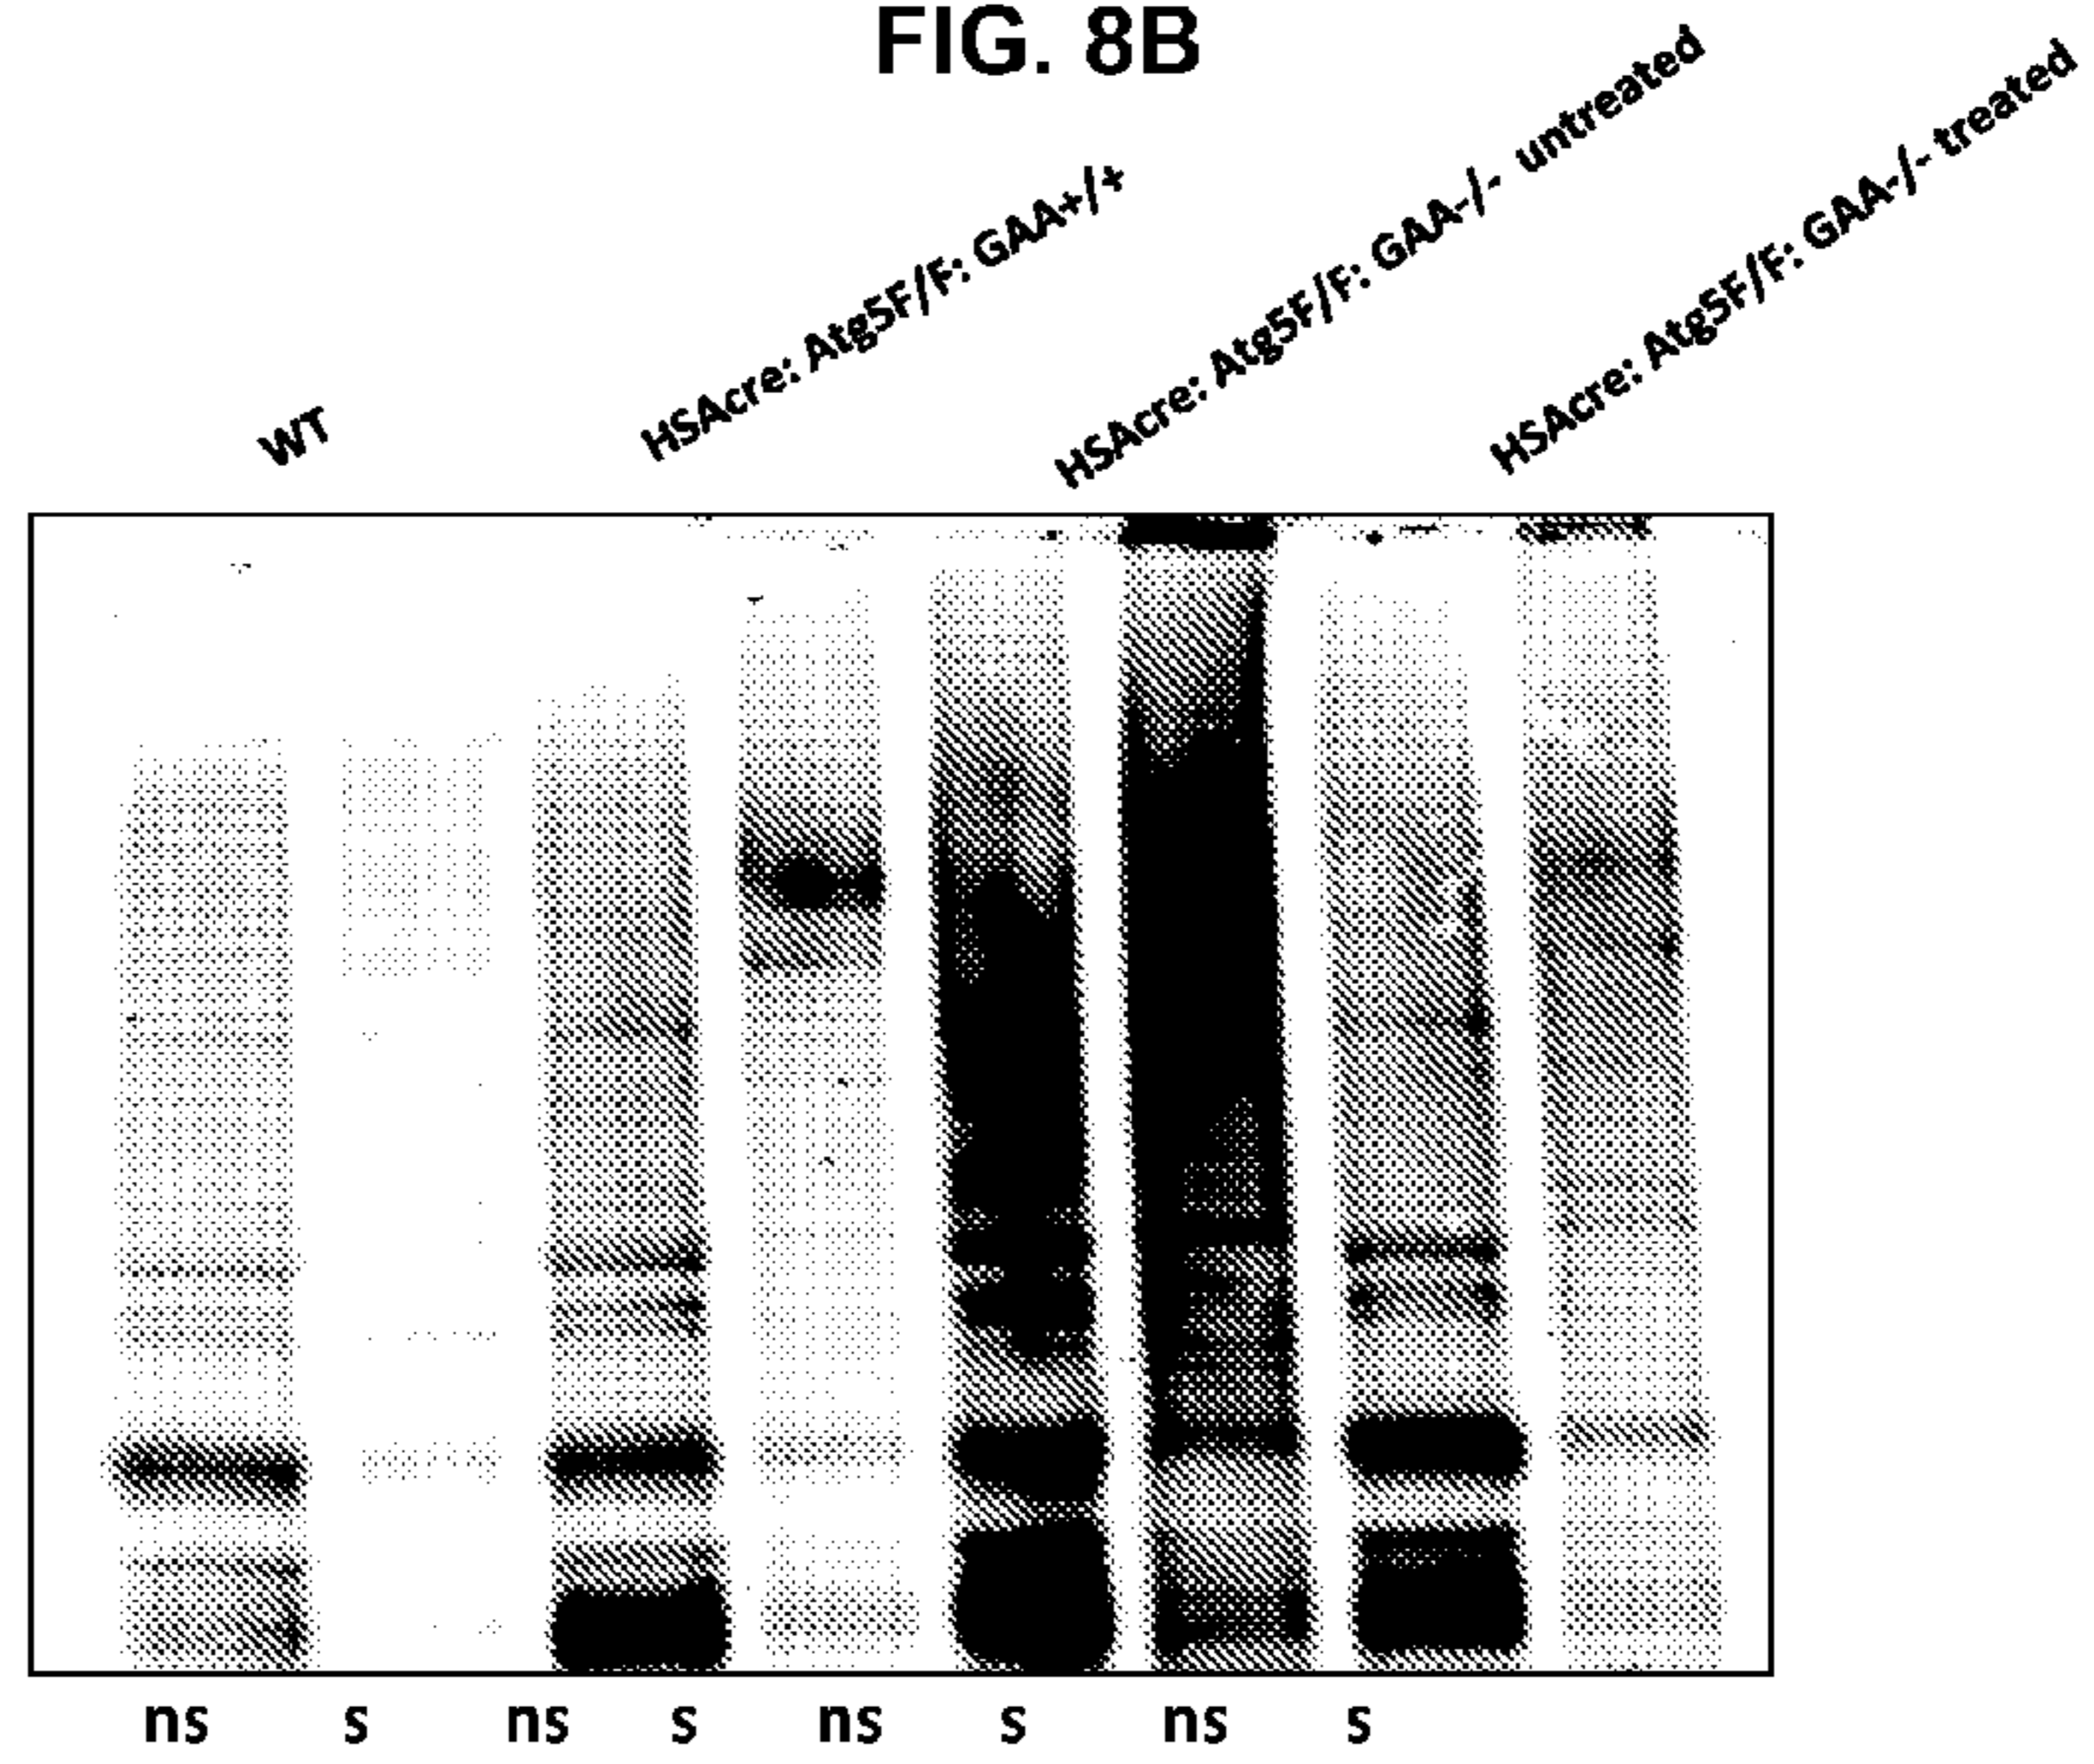 FIG. 8B
WT
HSAcre: Atg5F/F: GAA+/+
HSAcre: Atg5F/F: GAA-/- untreated
HSAcre: Atg5F/F: GAA-/- treated
ns s ns s ns s ns s